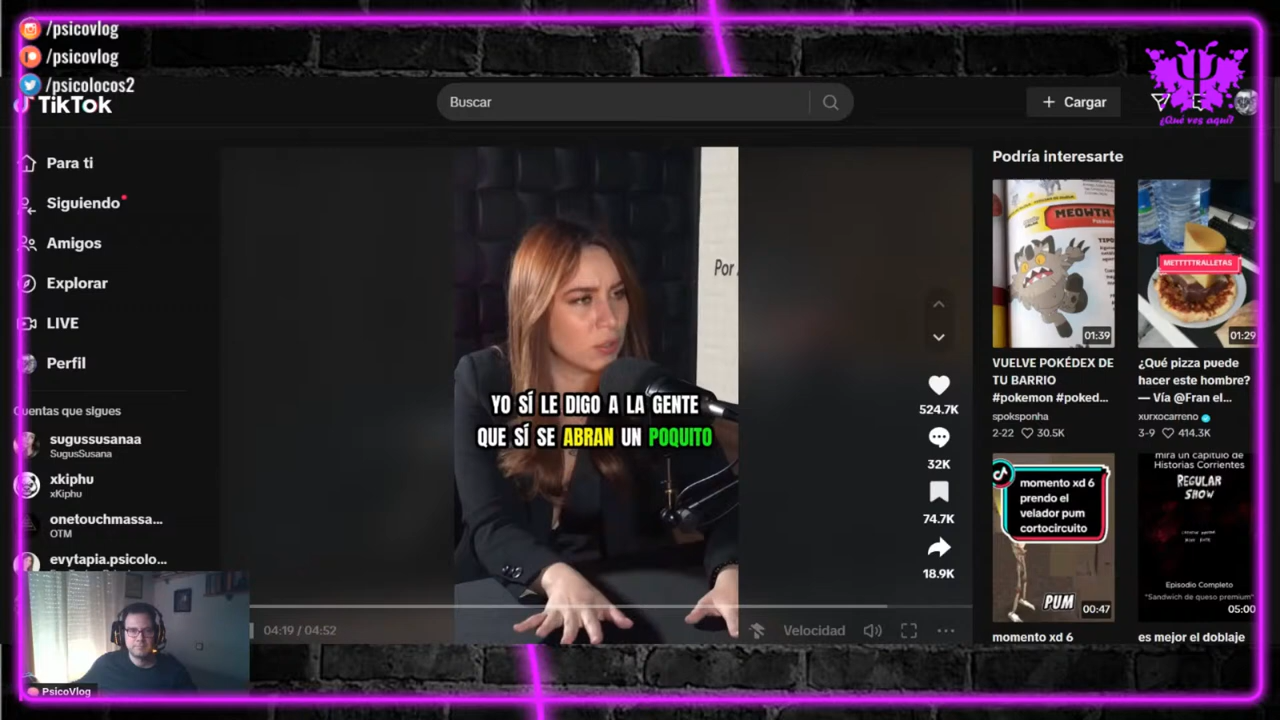 /psicovlog
/psicovlog
/psicolocos2
TikTok
Buscar
Cargar
¿Qué ves aquí?
Para ti
Siguiendo
Amigos
Explorar
LIVE
Perfil
Cuentas que sigues
sugussusanaa
SugusSusana
xkiphu
xKiphu
onetouchmassa...
OTM
evytapia.psicolo...
Por
YO SÍ LE DIGO A LA GENTE
QUE SÍ SE ABRAN UN POQUITO
524.7K
32K
74.7K
18.9K
04:19 / 04:52
Velocidad
Podría interesarte
MEOWTH
01:39
VUELVE POKÉDEX DE
TU BARRIO
#pokemon #poked...
spoksponha
2-22 30.5K
METTTTTRALLETAS
01:29
¿Qué pizza puede
hacer este hombre?
— Vía @Fran el...
xurxocarreno
3-9 414.3K
momento xd 6
prendo el
velador pum
cortocircuito
PUM
00:47
momento xd 6
mira un capitulo de
Historias Corrientes
REGULAR
SHOW
Episodio Completo
"Sandwich de queso premium"
05:00
es mejor el doblaje
PsicoVlog